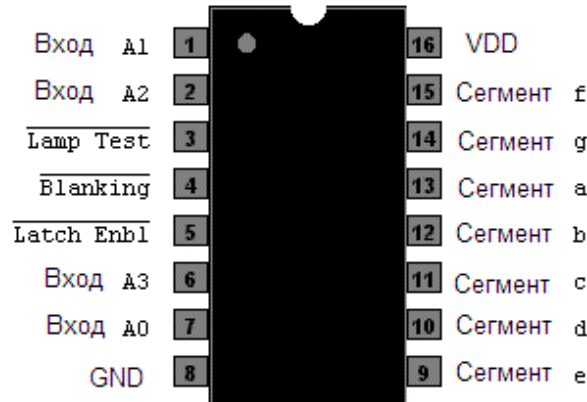 Вход A1 1 16 VDD
Вход A2 2 15 Сегмент f
Lamp Test 3 14 Сегмент g
Blanking 4 13 Сегмент a
Latch Enbl 5 12 Сегмент b
Вход A3 6 11 Сегмент c
Вход A0 7 10 Сегмент d
GND 8 9 Сегмент e